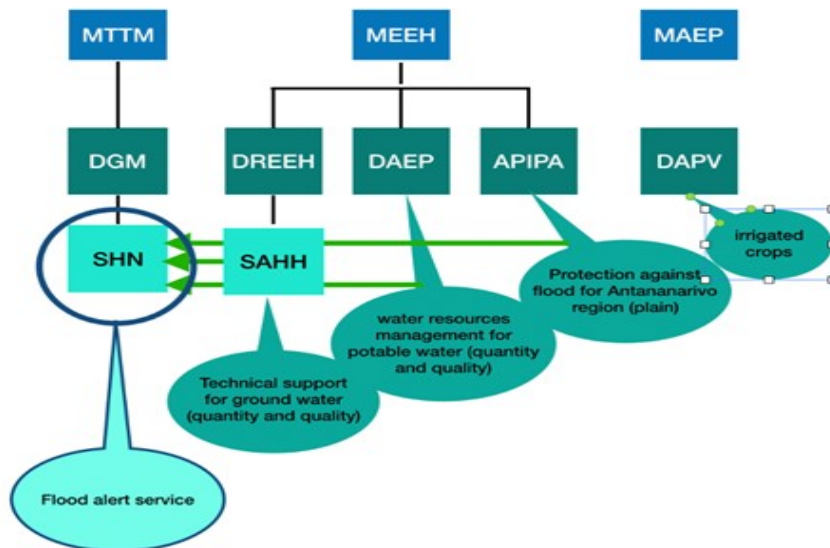 MTTM
MEEH
MAEP
DGM
DREEH
DAEP
APIPA
DAPV
SHN
SAHH
irrigated
crops
Protection against
flood for Antananarivo
region (plain)
water resources
management for
potable water (quantity
and quality)
Technical support
for ground water
(quantity and quality)
Flood alert service